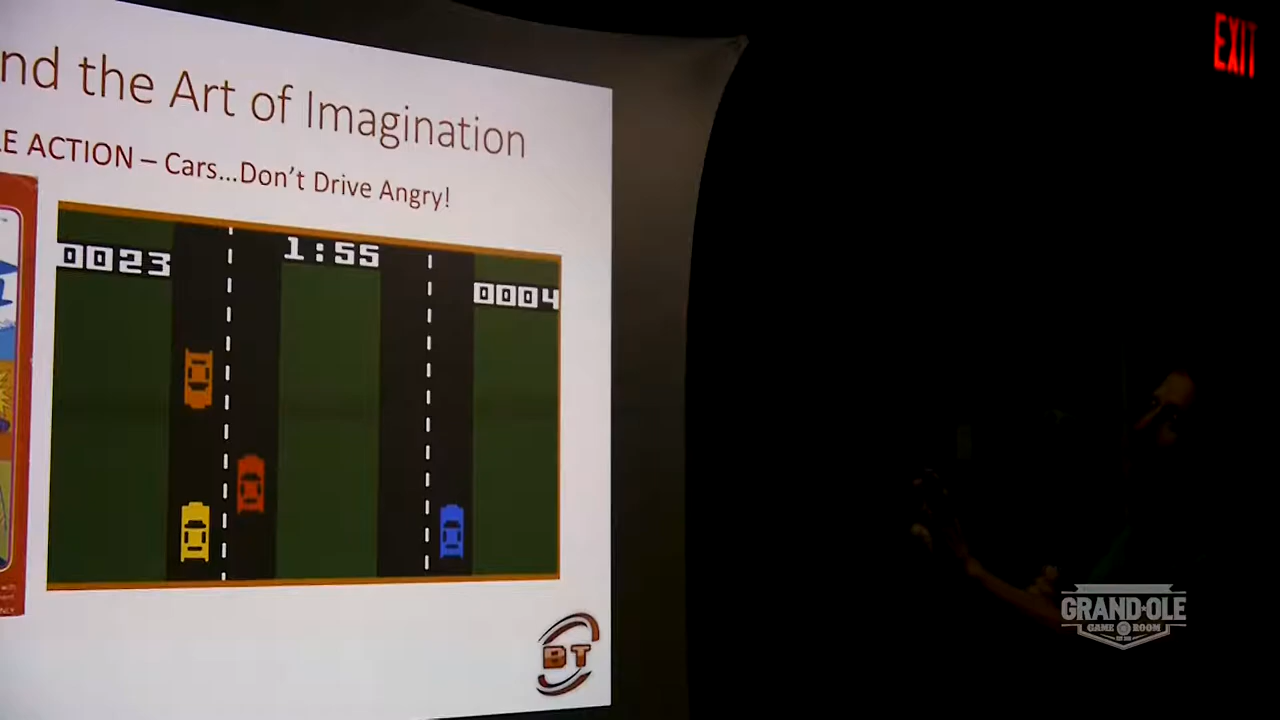 EXIT
nd the Art of Imagination
LE ACTION – Cars...Don't Drive Angry!
0023
1:55
0004
BT
GRAND OLE
GAME ROOM